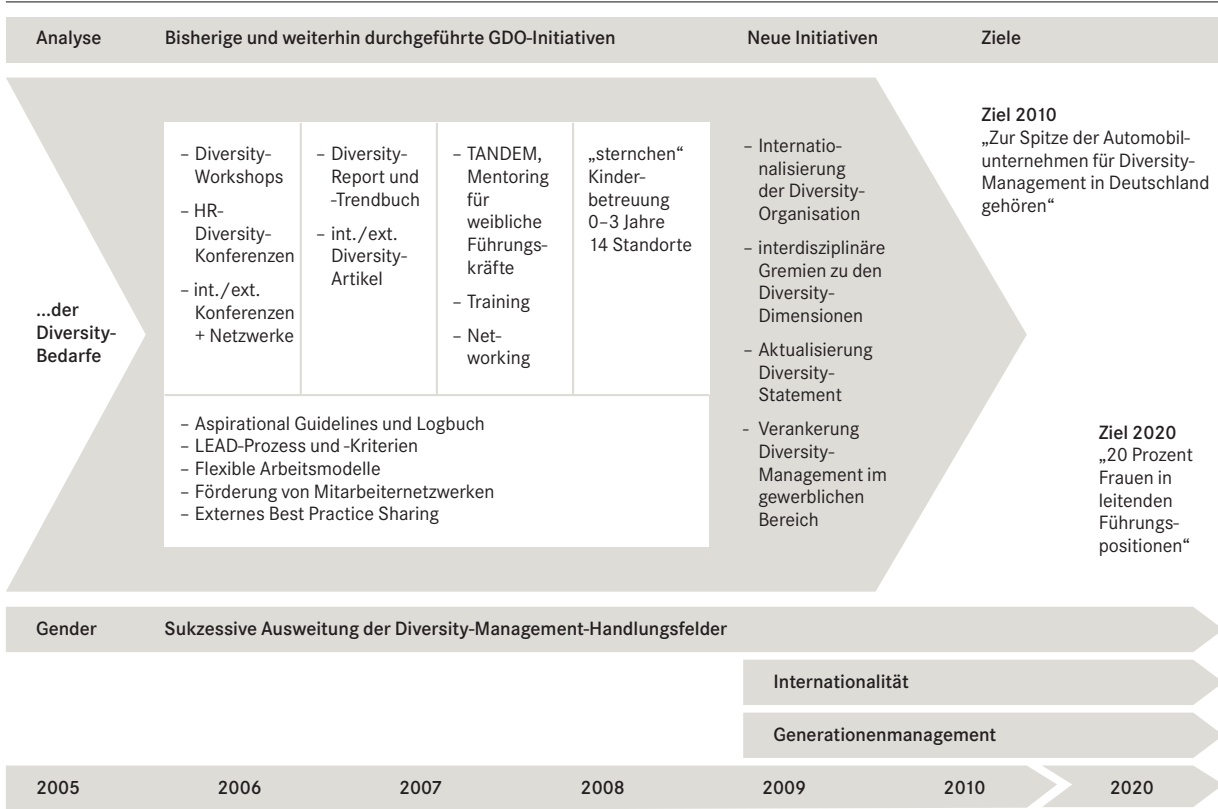 Analyse
Bisherige und weiterhin durchgeführte GDO-Initiativen
Neue Initiativen
Ziele
...der
Diversity-
Bedarfe
– Diversity-
Workshops
– HR-
Diversity-
Konferenzen
– int./ext.
Konferenzen
+ Netzwerke
– Diversity-
Report und
-Trendbuch
– int./ext.
Diversity-
Artikel
– TANDEM,
Mentoring
für
weibliche
Führungs-
kräfte
– Training
– Net-
working
„sternchen“
Kinder-
betreuung
0–3 Jahre
14 Standorte
– Aspirational Guidelines und Logbuch
– LEAD-Prozess und -Kriterien
– Flexible Arbeitsmodelle
– Förderung von Mitarbeiternetzwerken
– Externes Best Practice Sharing
– Internatio-
nalisierung
der Diversity-
Organisation
– interdisziplinäre
Gremien zu den
Diversity-
Dimensionen
– Aktualisierung
Diversity-
Statement
- Verankerung
Diversity-
Management im
gewerblichen
Bereich
Ziel 2010
„Zur Spitze der Automobil-
unternehmen für Diversity-
Management in Deutschland
gehören“
Ziel 2020
„20 Prozent
Frauen in
leitenden
Führungs-
positionen“
Gender
Sukzessive Ausweitung der Diversity-Management-Handlungsfelder
Internationalität
Generationenmanagement
2005 2006 2007 2008 2009 2010 2020